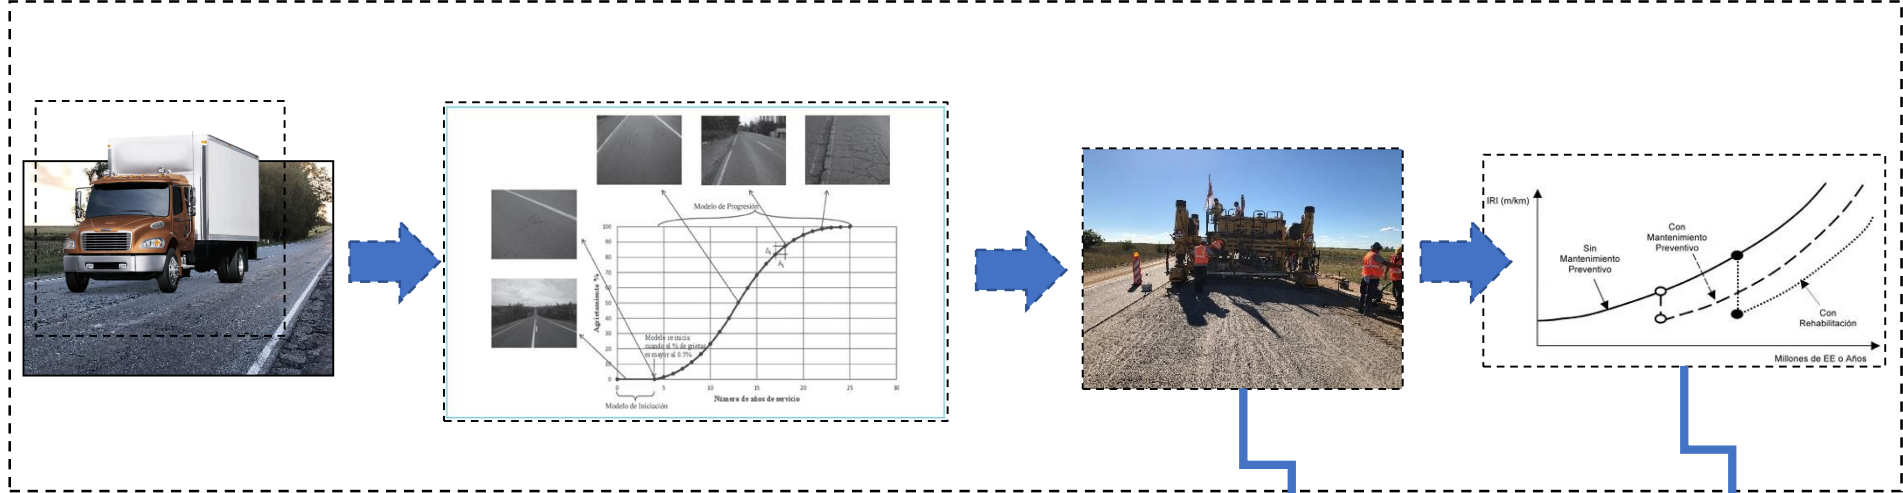 Modelo de Progresión
100
90
80
70
60
50
40
30
20
10
0
Agrietamiento %
Modelo se inicia
cuando el % de grietas
es mayor al 0.5%.
0
5
10
15
20
25
30
Número de años de servicio
Modelo de Iniciación
IRI (m/km)
Con
Mantenimiento
Preventivo
Sin
Mantenimiento
Preventivo
Con
Rehabilitación
Millones de EE o Años